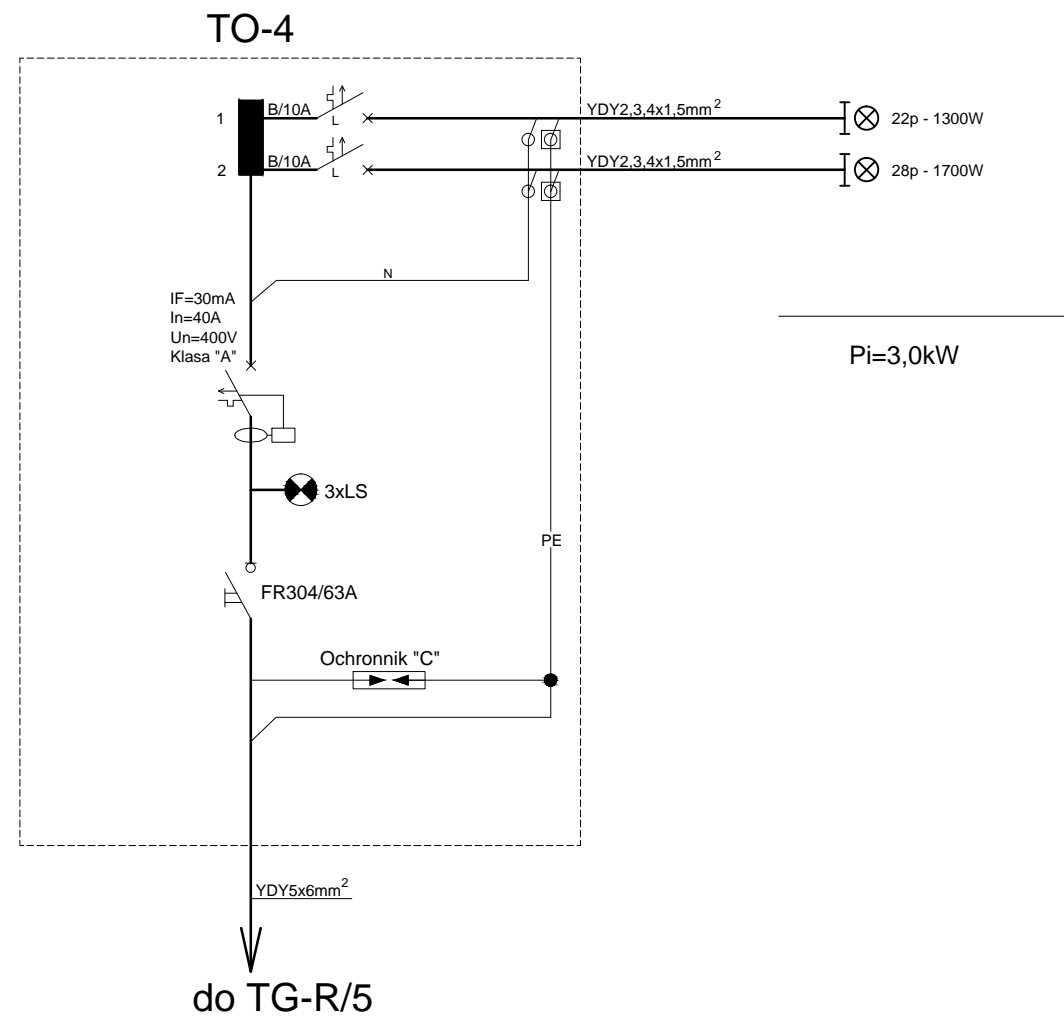 TO-4
1 B/10A L YDY2,3,4x1,5mm² 22p - 1300W
2 B/10A L YDY2,3,4x1,5mm² 28p - 1700W
N
IF=30mA
In=40A
Un=400V
Klasa "A"
Pi=3,0kW
3xLS
PE
FR304/63A
Ochronnik "C"
YDY5x6mm²
do TG-R/5